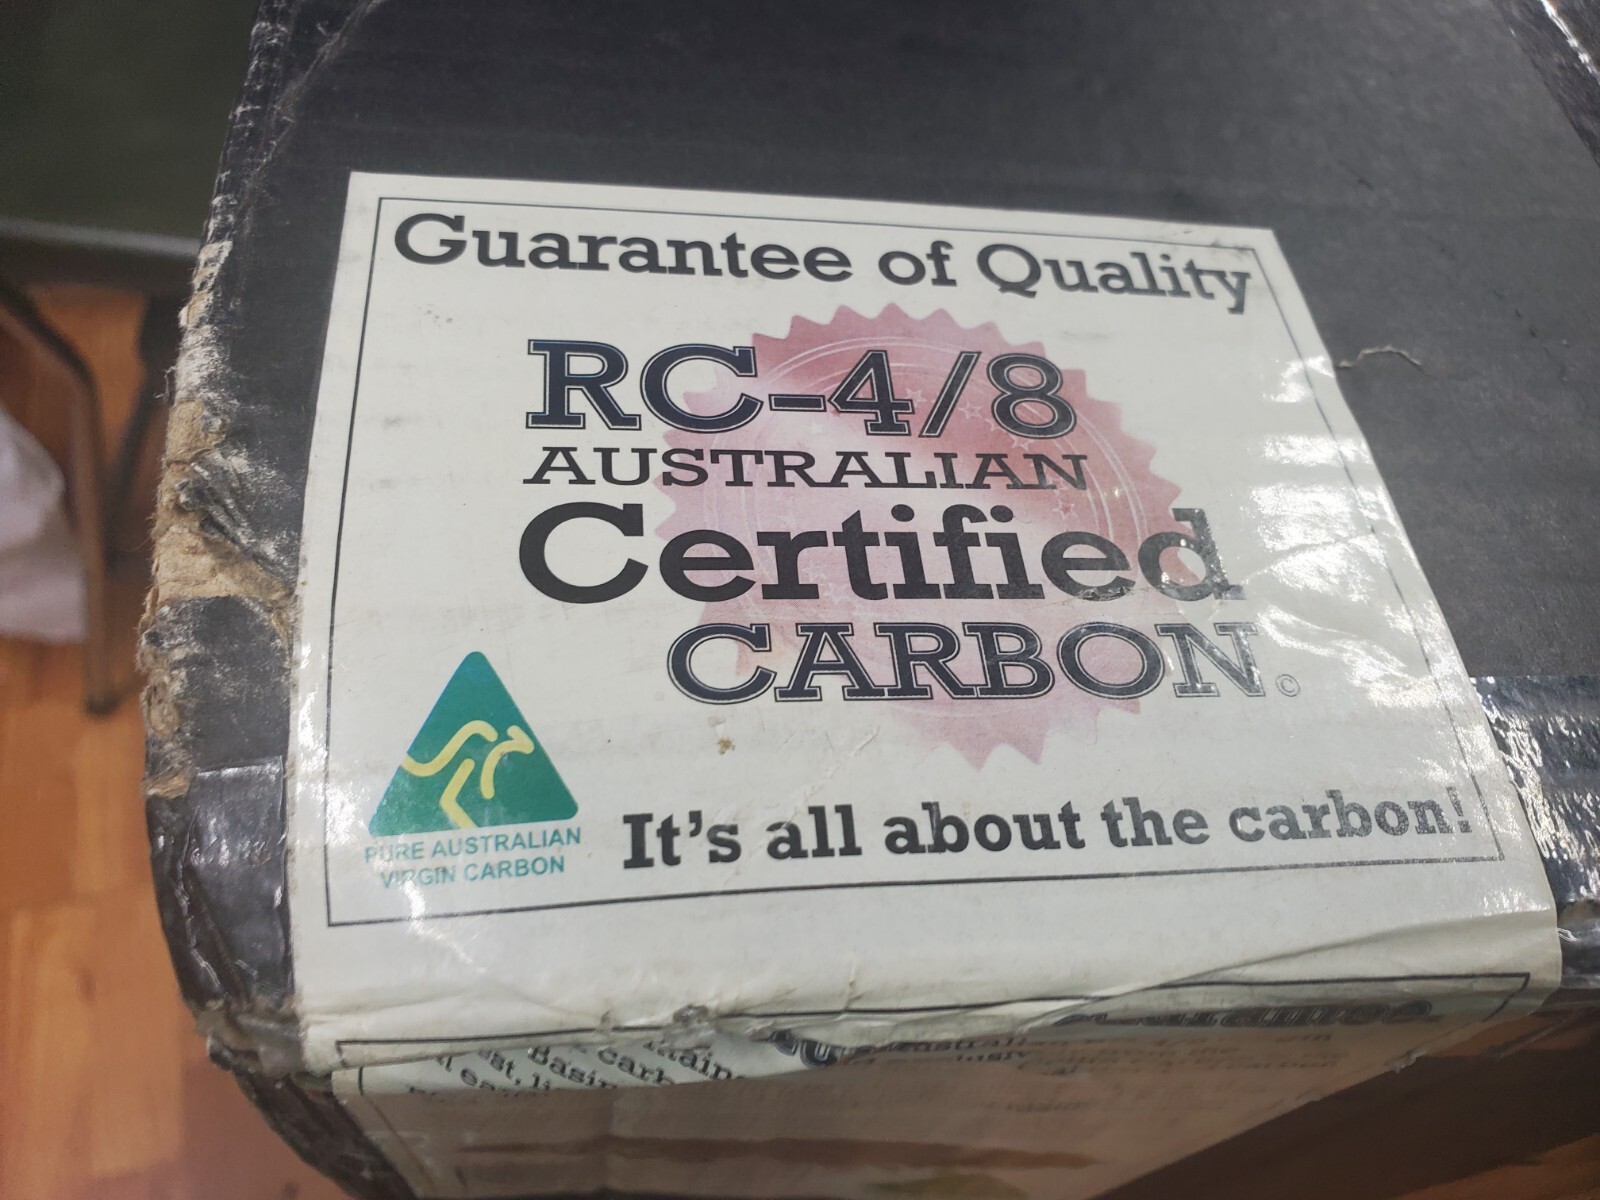 Guarantee of Quality
RC-4/8
AUSTRALIAN
Certified
CARBON©
PURE AUSTRALIAN
VIRGIN CARBON
It's all about the carbon!